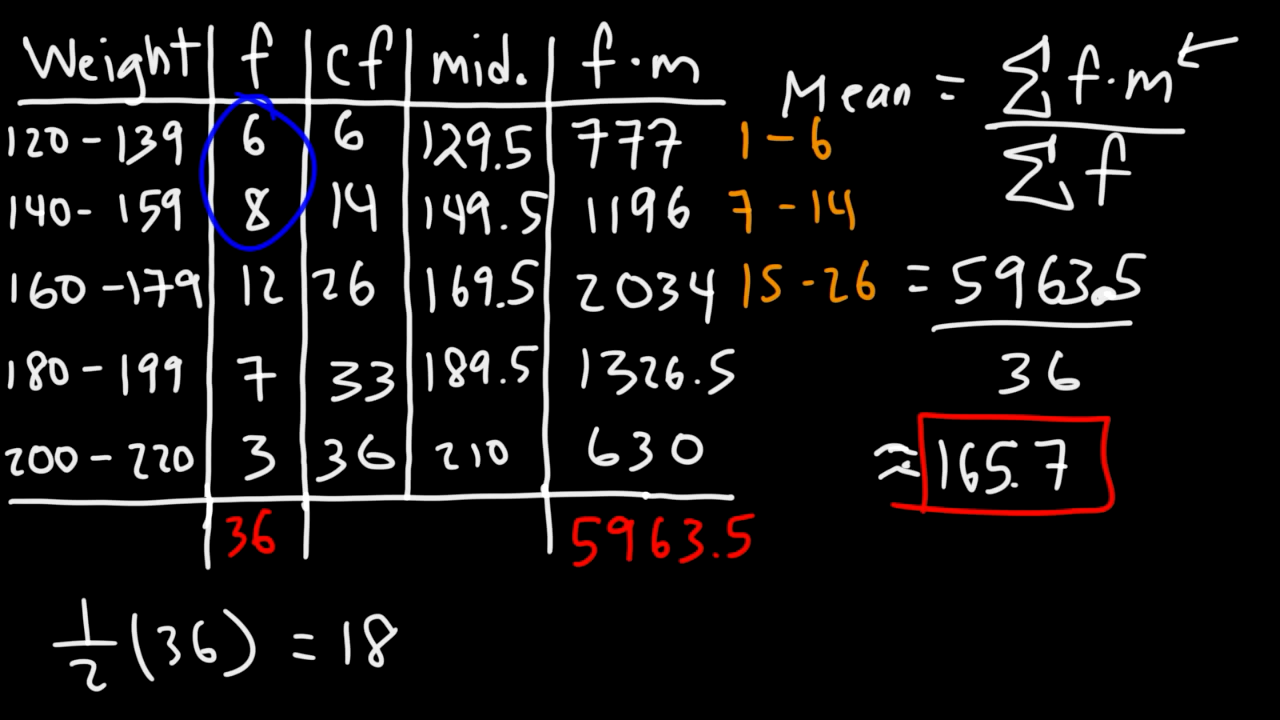 Weight f cf mid. f·m
120-139 6 6 129.5 777 1-6
140-159 8 14 149.5 1196 7-14
160-179 12 26 169.5 2034 15-26
180-199 7 33 189.5 1326.5
200-220 3 36 210 630
36 5963.5
Mean = Σf·m / Σf
= 5963.5 / 36
≈ 165.7
1/2 (36) = 18